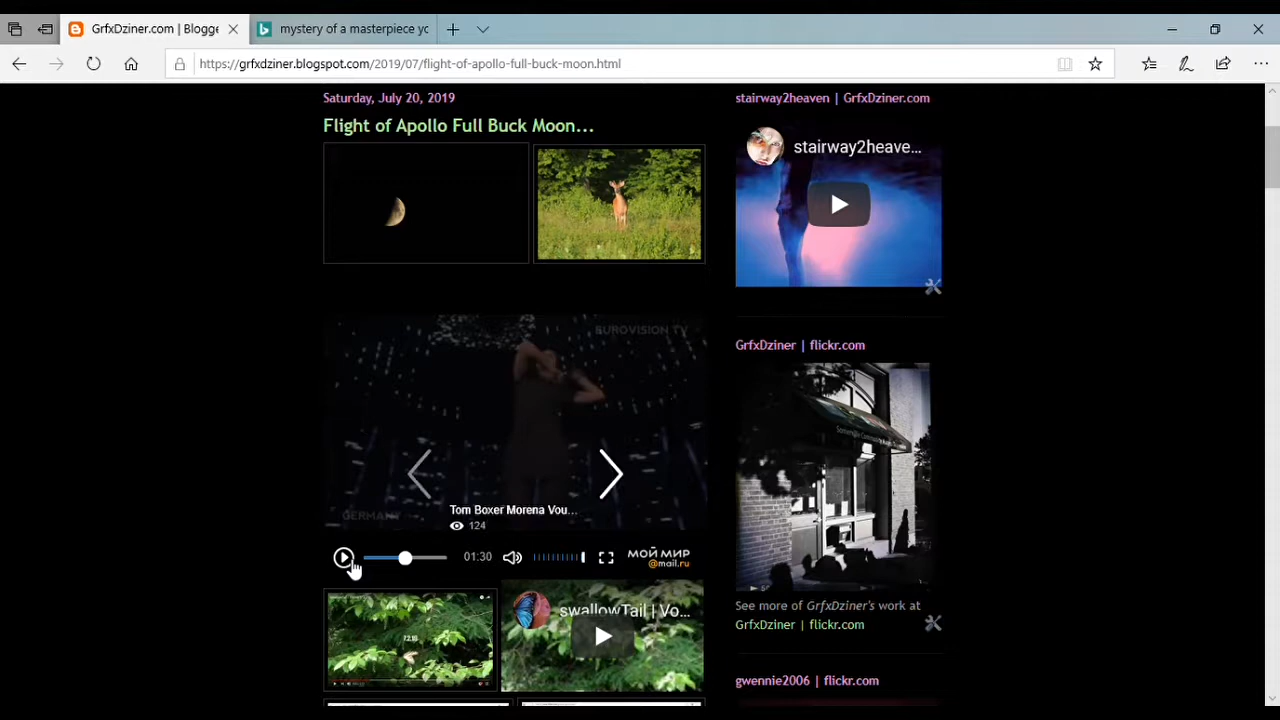 GrfxDziner.com | Blogge
mystery of a masterpiece yo
https://grfxdziner.blogspot.com/2019/07/flight-of-apollo-full-buck-moon.html
Saturday, July 20, 2019
Flight of Apollo Full Buck Moon...
EUROVISION TV
GERMANY
Tom Boxer Morena Vou...
124
01:30
МОЙ МИР
@mail.ru
swallowTail | Vo...
stairway2heaven | GrfxDziner.com
stairway2heave...
GrfxDziner | flickr.com
See more of GrfxDziner's work at
GrfxDziner | flickr.com
gwennie2006 | flickr.com